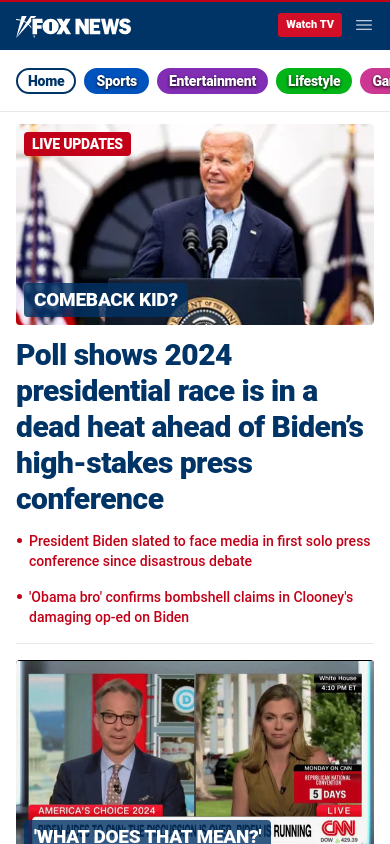 FOX NEWS
Watch TV
Home
Sports
Entertainment
Lifestyle
LIVE UPDATES
COMEBACK KID?
Poll shows 2024
presidential race is in a
dead heat ahead of Biden’s
high-stakes press
conference
• President Biden slated to face media in first solo press
conference since disastrous debate
• 'Obama bro' confirms bombshell claims in Clooney's
damaging op-ed on Biden
White House
4:10 PM ET
MONDAY ON CNN
REPUBLICAN NATIONAL
CONVENTION
5 DAYS
AMERICA'S CHOICE 2024
LIVE
RUNNING
CNN
'WHAT DOES THAT MEAN?'
DOW ▲ 429.39